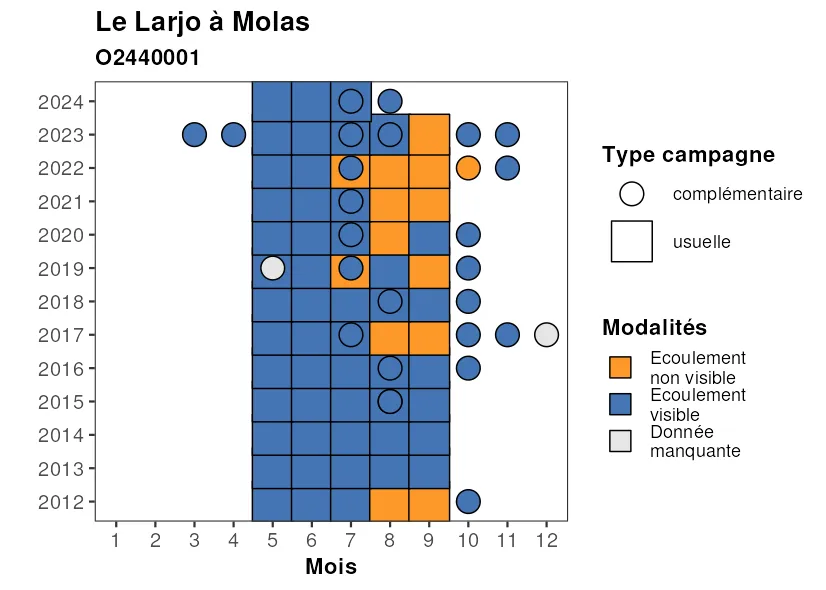 Le Larjo à Molas
O2440001
2024
2023
2022
2021
2020
2019
2018
2017
2016
2015
2014
2013
2012
1 2 3 4 5 6 7 8 9 10 11 12
Mois
Type campagne
complémentaire
usuelle
Modalités
Ecoulement
non visible
Ecoulement
visible
Donnée
manquante